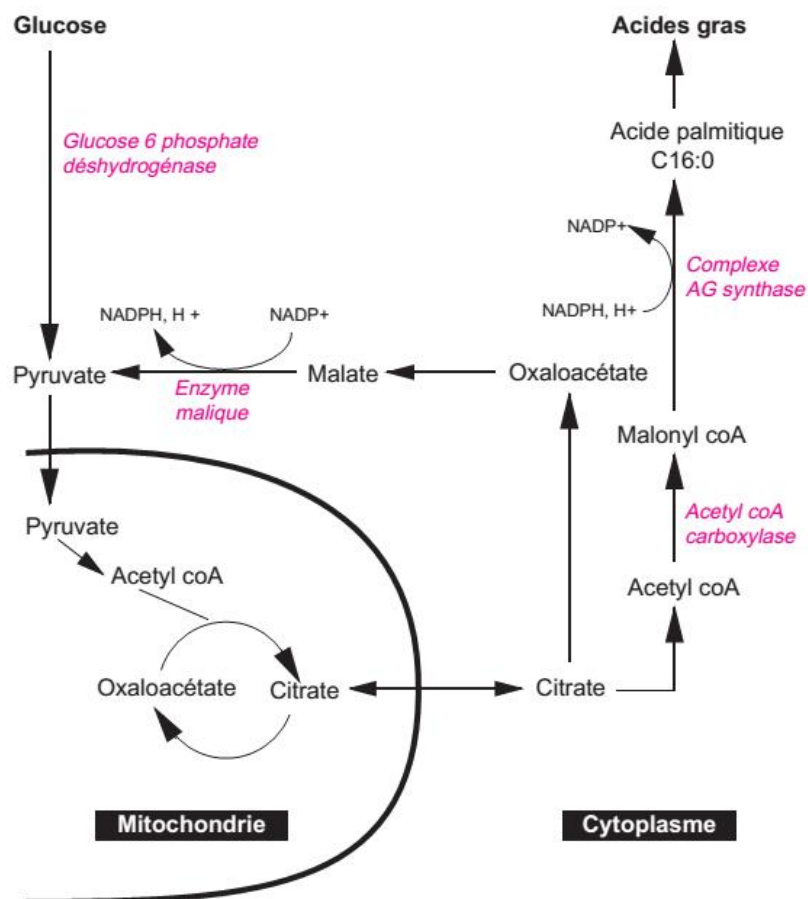 Glucose
Acides gras
Glucose 6 phosphate
déshydrogénase
Acide palmitique
C16:0
NADP+
Complexe
AG synthase
NADPH, H+
NADPH, H +
NADP+
Pyruvate
Enzyme
malique
Malate
Oxaloacétate
Malonyl coA
Pyruvate
Acetyl coA
Acetyl coA
carboxylase
Acetyl coA
Oxaloacétate
Citrate
Citrate
Mitochondrie
Cytoplasme